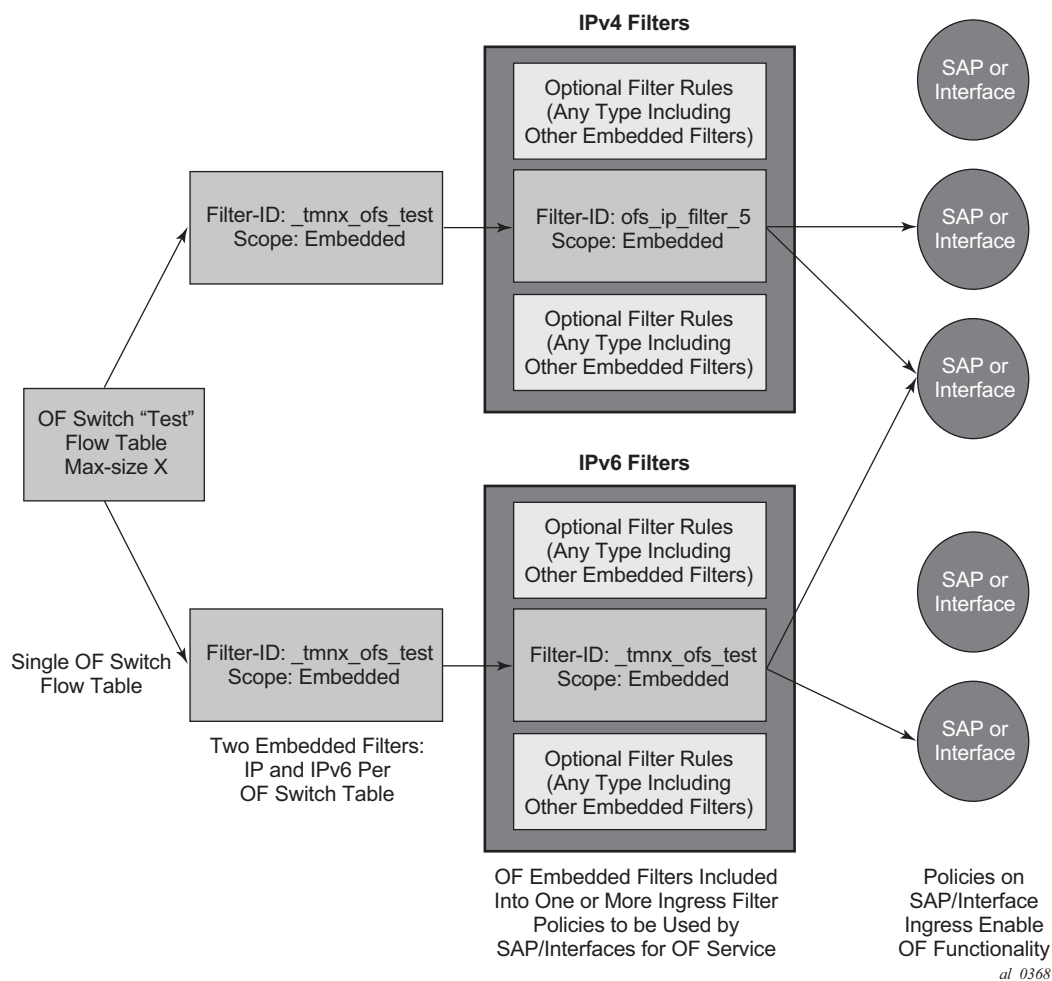 IPv4 Filters
Optional Filter Rules
(Any Type Including
Other Embedded Filters)
Filter-ID: _tmnx_ofs_test
Scope: Embedded
Filter-ID: ofs_ip_filter_5
Scope: Embedded
Optional Filter Rules
(Any Type Including
Other Embedded Filters)
SAP or
Interface
SAP or
Interface
SAP or
Interface
OF Switch “Test”
Flow Table
Max-size X
Single OF Switch
Flow Table
IPv6 Filters
Optional Filter Rules
(Any Type Including
Other Embedded Filters)
Filter-ID: _tmnx_ofs_test
Scope: Embedded
Filter-ID: _tmnx_ofs_test
Scope: Embedded
Optional Filter Rules
(Any Type Including
Other Embedded Filters)
SAP or
Interface
SAP or
Interface
Two Embedded Filters:
IP and IPv6 Per
OF Switch Table
OF Embedded Filters Included
Into One or More Ingress Filter
Policies to be Used by
SAP/Interfaces for OF Service
Policies on
SAP/Interface
Ingress Enable
OF Functionality
al_0368